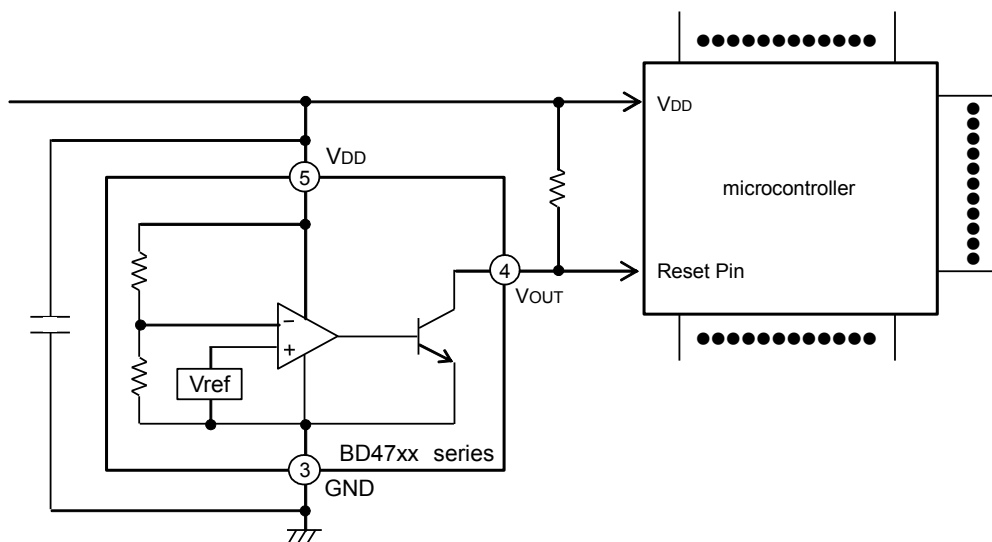 VDD
VDD
5
microcontroller
4
Reset Pin
VOUT
−
+
Vref
BD47xx series
3
GND